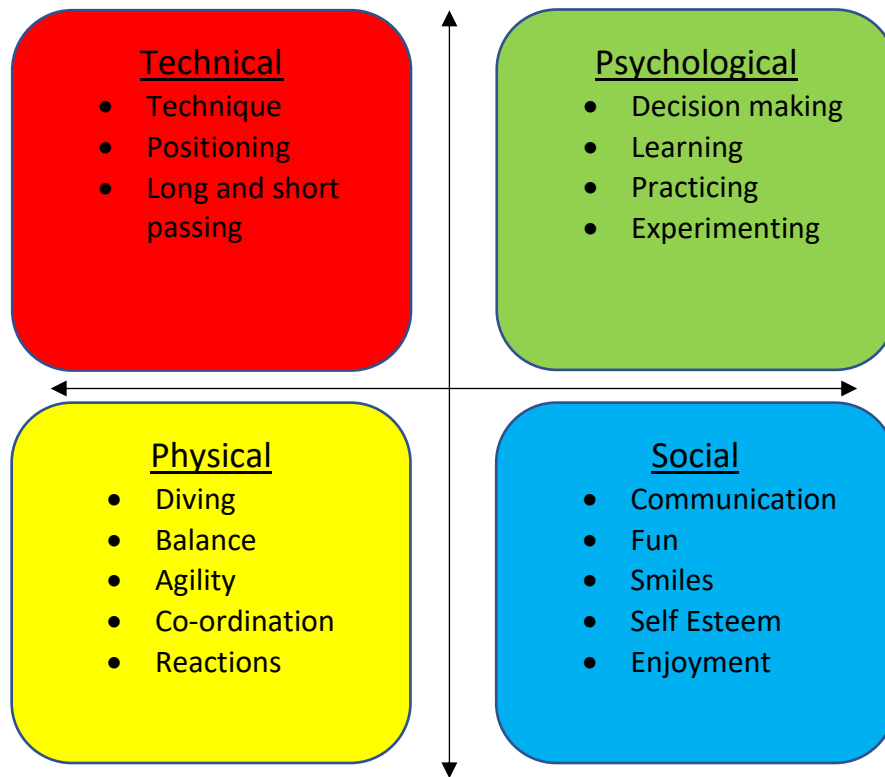 Technical
• Technique
• Positioning
• Long and short
passing
Psychological
• Decision making
• Learning
• Practicing
• Experimenting
Physical
• Diving
• Balance
• Agility
• Co-ordination
• Reactions
Social
• Communication
• Fun
• Smiles
• Self Esteem
• Enjoyment